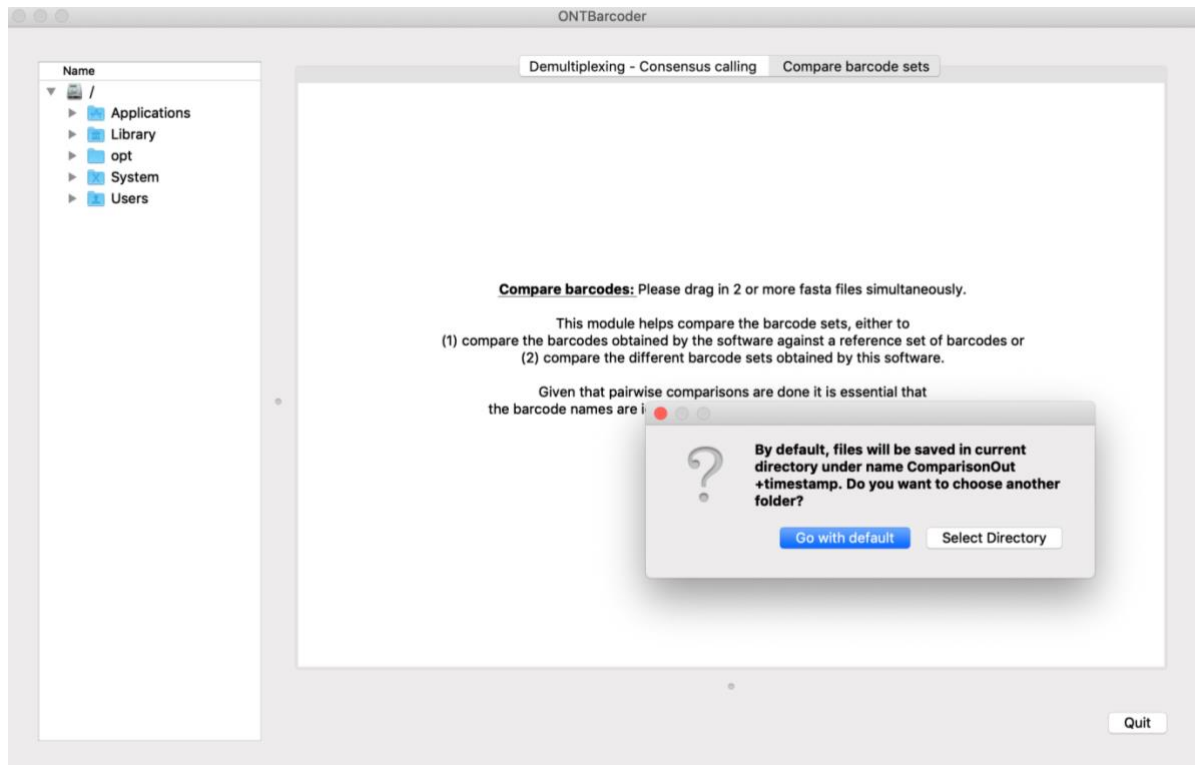 ONTBarcoder
Name
/
Applications
Library
opt
System
Users
Demultiplexing - Consensus calling
Compare barcode sets
Compare barcodes: Please drag in 2 or more fasta files simultaneously.
This module helps compare the barcode sets, either to
(1) compare the barcodes obtained by the software against a reference set of barcodes or
(2) compare the different barcode sets obtained by this software.
Given that pairwise comparisons are done it is essential that
the barcode names are
By default, files will be saved in current
directory under name ComparisonOut
+timestamp. Do you want to choose another
folder?
Go with default
Select Directory
Quit